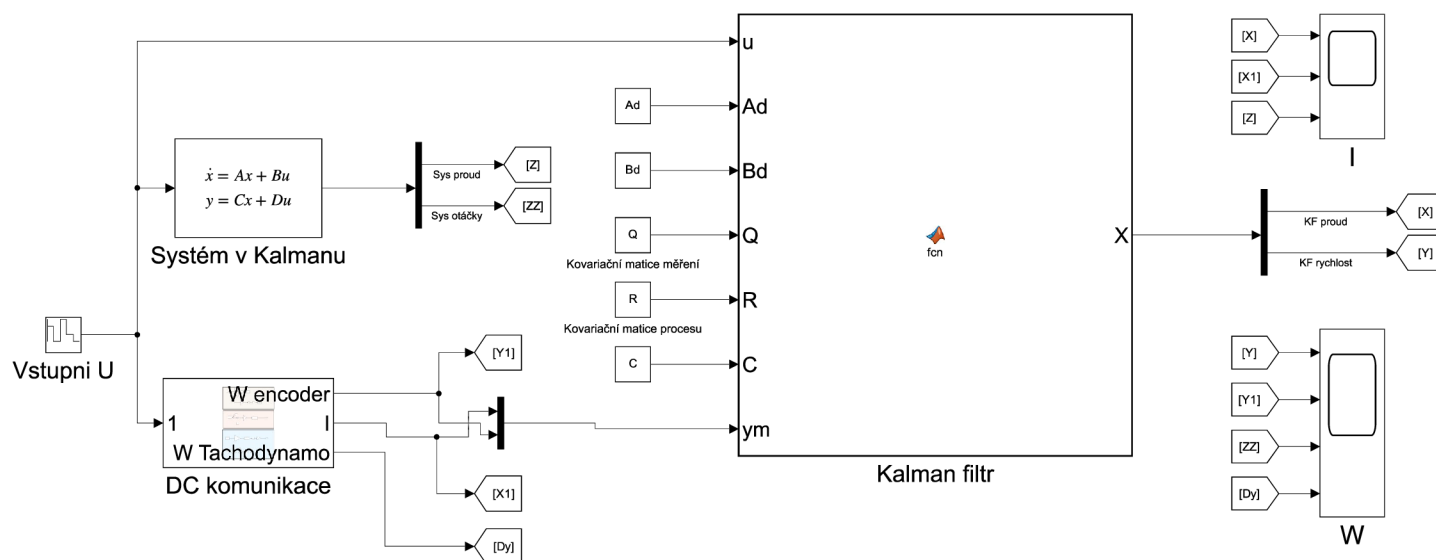 u
Ad
Ad
Bd
Bd
Q
Q
Kovariační matice měření
R
R
Kovariační matice procesu
C
C
ym
fcn
X
Kalman filtr
ẋ = Ax + Bu
y = Cx + Du
Systém v Kalmanu
Sys proud
[Z]
Sys otáčky
[ZZ]
Vstupni U
1
W encoder
I
W Tachodynamo
DC komunikace
[Y1]
[X1]
[Dy]
[X]
[X1]
[Z]
I
KF proud
[X]
KF rychlost
[Y]
[Y]
[Y1]
[ZZ]
[Dy]
W